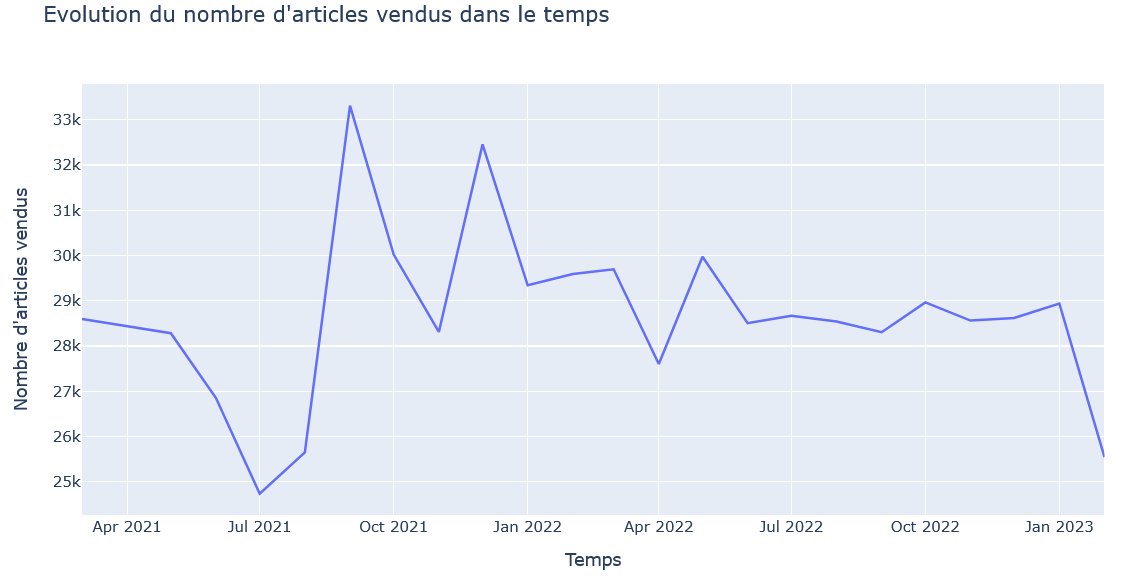 Evolution du nombre d'articles vendus dans le temps
Nombre d'articles vendus
33k
32k
31k
30k
29k
28k
27k
26k
25k
Apr 2021 Jul 2021 Oct 2021 Jan 2022 Apr 2022 Jul 2022 Oct 2022 Jan 2023
Temps